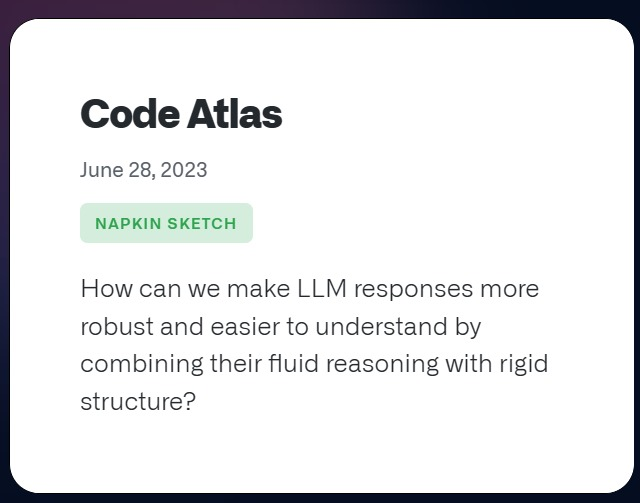 Code Atlas
June 28, 2023
NAPKIN SKETCH
How can we make LLM responses more
robust and easier to understand by
combining their fluid reasoning with rigid
structure?